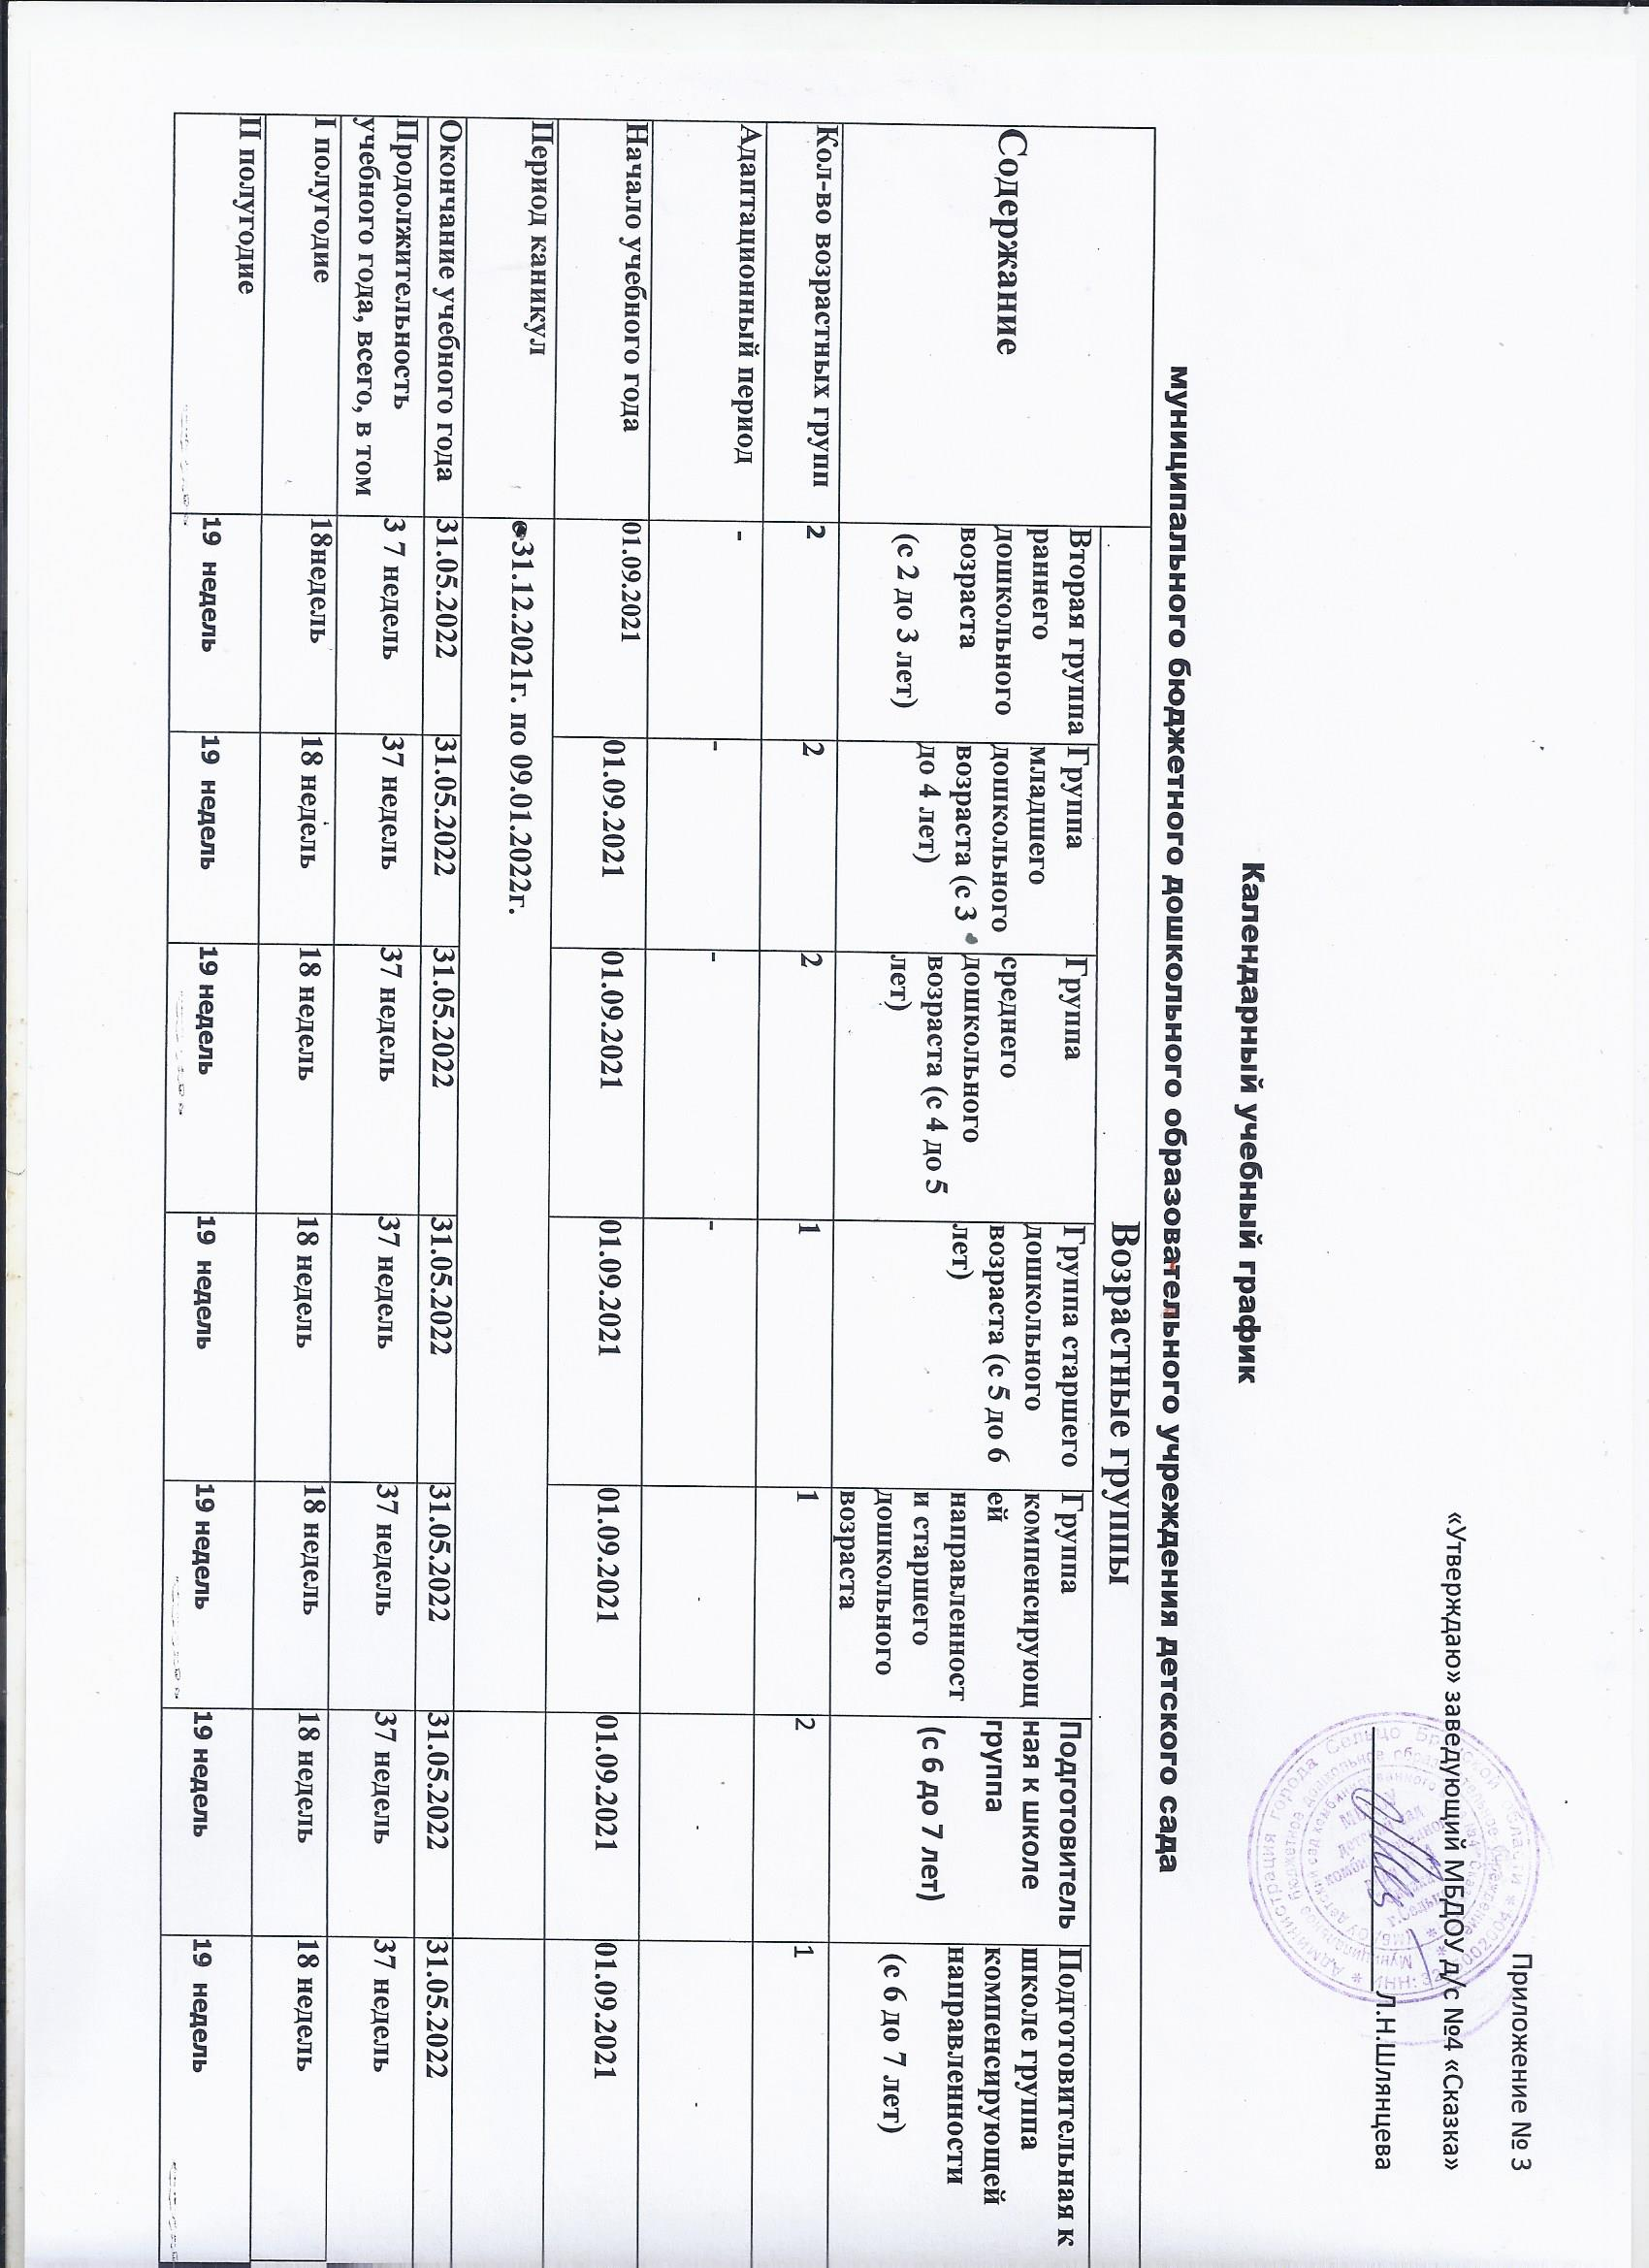 Приложение № 3
«Утверждаю» заведующий МБДОУ д/с №4 «Сказка»
Л.Н.Шлянцева
Календарный учебный график
муниципального бюджетного дошкольного образовательного учреждения детского сада
Содержание
Возрастные группы
Вторая группа
раннего
дошкольного
возраста
(с 2 до 3 лет)
Группа
младшего
дошкольного
возраста (с 3
до 4 лет)
Группа
среднего
дошкольного
возраста (с 4 до 5
лет)
Группа старшего
дошкольного
возраста (с 5 до 6
лет)
Группа
компенсирующ
ей
направленност
и старшего
дошкольного
возраста
Подготовитель
ная к школе
группа
(с 6 до 7 лет)
Подготовительная к
школе группа
компенсирующей
направленности
(с 6 до 7 лет)
Кол-во возрастных групп 2 2 2 1 1 2 1
Адаптационный период - - - - - - -
Начало учебного года 01.09.2021 01.09.2021 01.09.2021 01.09.2021 01.09.2021 01.09.2021 01.09.2021
Период каникул с 31.12.2021г. по 09.01.2022г.
Окончание учебного года 31.05.2022 31.05.2022 31.05.2022 31.05.2022 31.05.2022 31.05.2022 31.05.2022
Продолжительность
учебного года, всего, в том
3 7 недель 37 недель 37 недель 37 недель 37 недель 37 недель 37 недель
I полугодие 18недель 18 недель 18 недель 18 недель 18 недель 18 недель 18 недель
II полугодие 19 недель 19 недель 19 недель 19 недель 19 недель 19 недель 19 недель